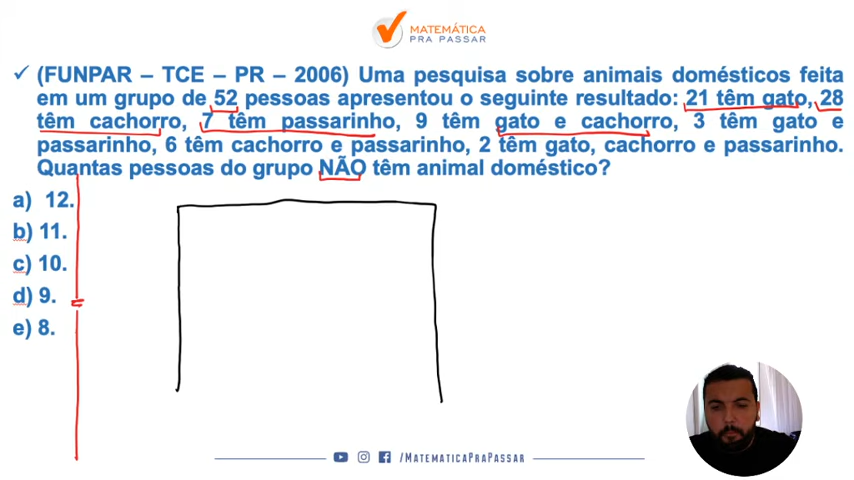 MATEMÁTICA
PRA PASSAR
✓ (FUNPAR – TCE – PR – 2006) Uma pesquisa sobre animais domésticos feita
em um grupo de 52 pessoas apresentou o seguinte resultado: 21 têm gato, 28
têm cachorro, 7 têm passarinho, 9 têm gato e cachorro, 3 têm gato e
passarinho, 6 têm cachorro e passarinho, 2 têm gato, cachorro e passarinho.
Quantas pessoas do grupo NÃO têm animal doméstico?
a) 12.
b) 11.
c) 10.
d) 9.
e) 8.
/MatematicaPraPassar